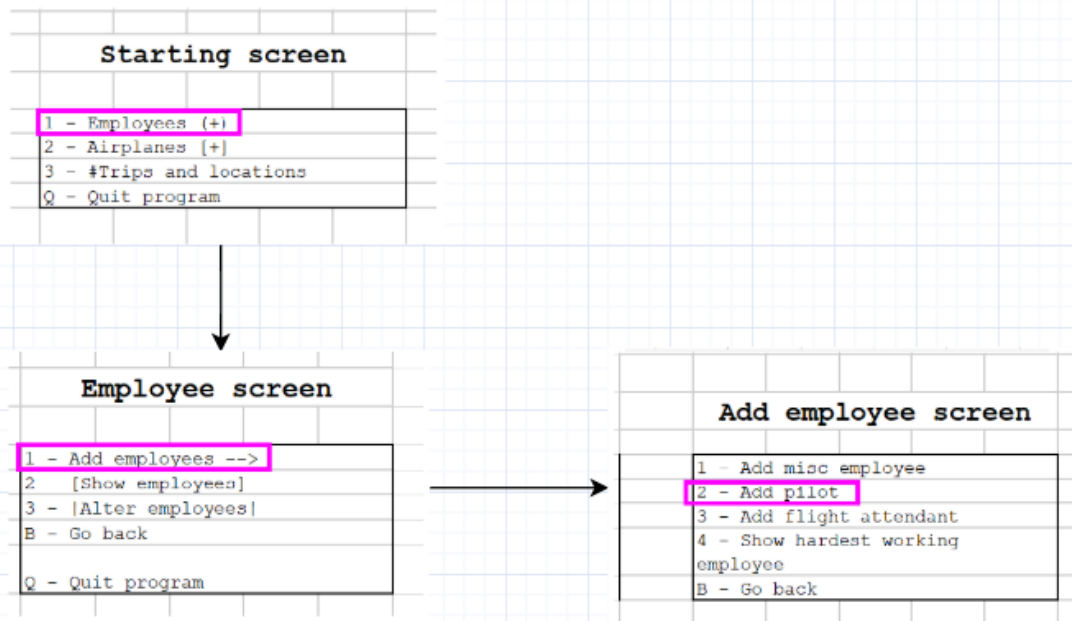 Starting screen
1 - Employees (+)
2 - Airplanes [+]
3 - #Trips and locations
Q - Quit program
Employee screen
1 - Add employees -->
2   [Show employees]
3 - |Alter employees|
B - Go back
Q - Quit program
Add employee screen
1 - Add misc employee
2 - Add pilot
3 - Add flight attendant
4 - Show hardest working
employee
B - Go back